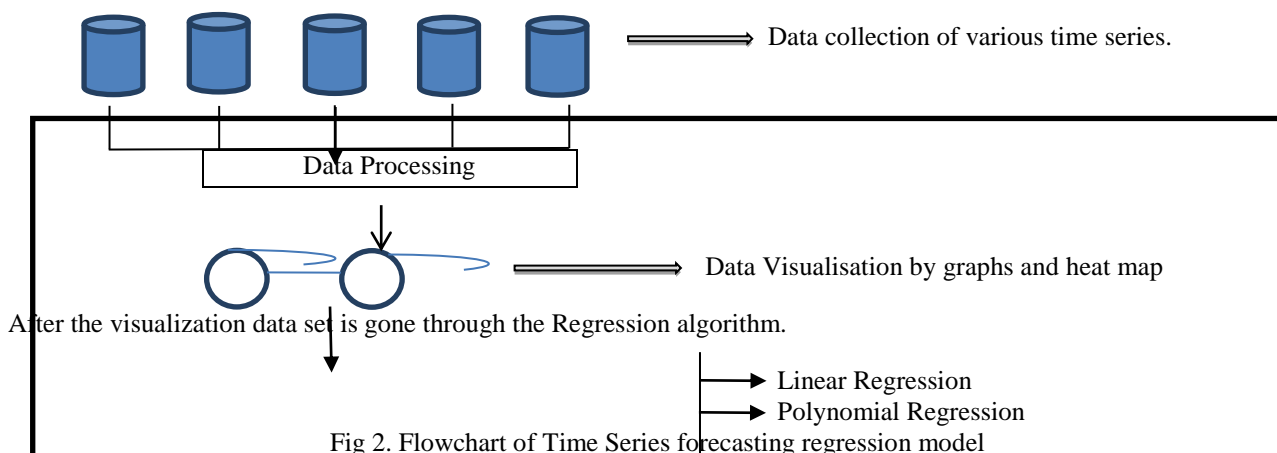 Data collection of various time series.
Data Processing
Data Visualisation by graphs and heat map
After the visualization data set is gone through the Regression algorithm.
Linear Regression
Polynomial Regression
Fig 2. Flowchart of Time Series forecasting regression model